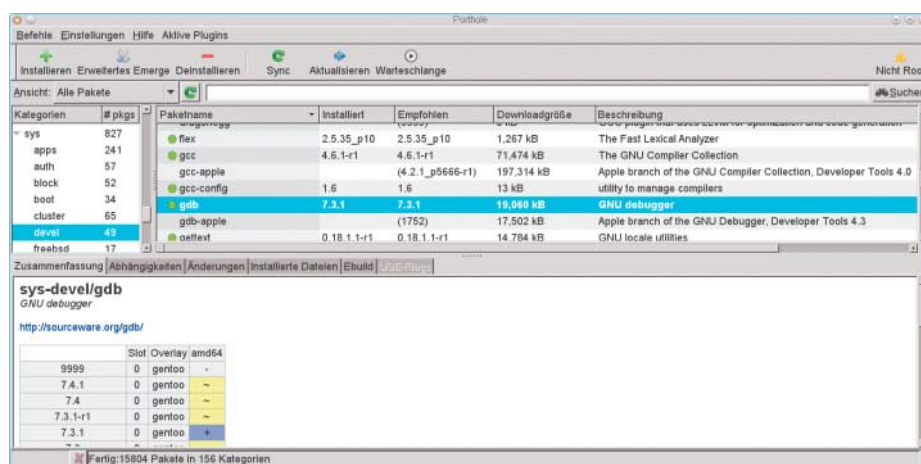 Porthole
Befehle Einstellungen Hilfe Aktive Plugins
Installieren Erweitertes Emerge Deinstallieren Sync Aktualisieren Warteschlange Nicht Roo
Ansicht: Alle Pakete Suche
Kategorien # pkgs Paketname Installiert Empfohlen Downloadgröße Beschreibung
sys 827
apps 241
auth 57
block 52
boot 34
cluster 65
devel 49
freebsd 17
flex 2.5.35_p10 2.5.35_p10 1,267 kB The Fast Lexical Analyzer
gcc 4.6.1-r1 4.6.1-r1 71,474 kB The GNU Compiler Collection
gcc-apple (4.2.1_p5666-r1) 197,314 kB Apple branch of the GNU Compiler Collection, Developer Tools 4.0
gcc-config 1.6 1.6 13 kB utility to manage compilers
gdb 7.3.1 7.3.1 19,060 kB GNU debugger
gdb-apple (1752) 17,502 kB Apple branch of the GNU Debugger, Developer Tools 4.3
gettext 0.18.1.1-r1 0.18.1.1-r1 14,784 kB GNU locale utilities
Zusammenfassung Abhängigkeiten Änderungen Installierte Dateien Ebuild USE-Flags
sys-devel/gdb
GNU debugger
http://sourceware.org/gdb/
Slot Overlay amd64
9999 0 gentoo -
7.4.1 0 gentoo ~
7.4 0 gentoo ~
7.3.1-r1 0 gentoo ~
7.3.1 0 gentoo +
Fertig:15804 Pakete in 156 Kategorien